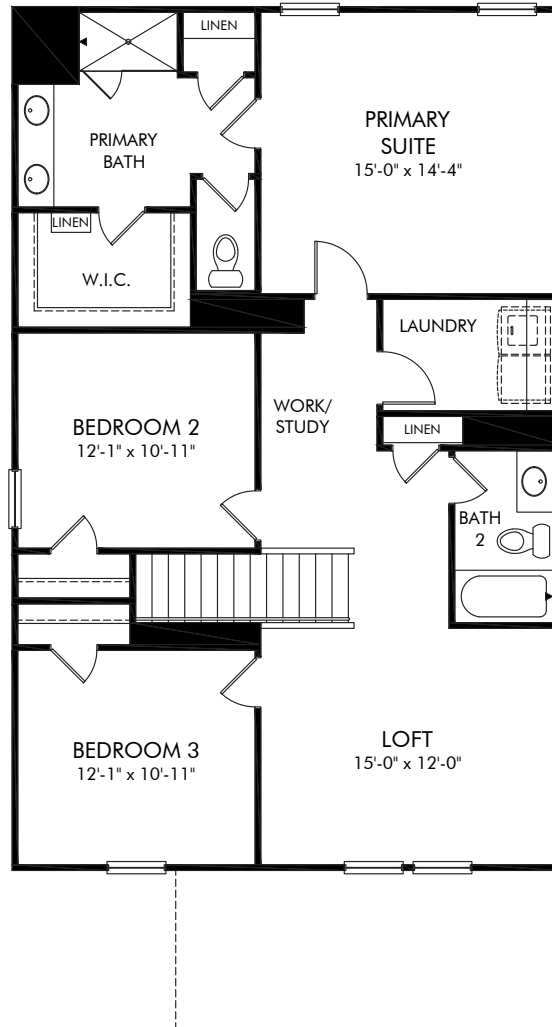 LINEN
PRIMARY
BATH
PRIMARY
SUITE
15'-0" x 14'-4"
LINEN
W.I.C.
LAUNDRY
WORK/
STUDY
LINEN
BEDROOM 2
12'-1" x 10'-11"
BATH
2
BEDROOM 3
12'-1" x 10'-11"
LOFT
15'-0" x 12'-0"